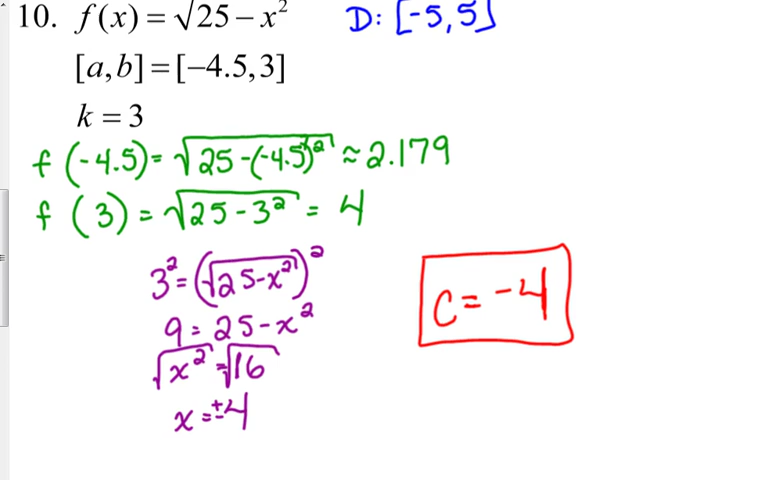 10. f(x) = √25 − x² D: [-5,5]
[a,b] = [−4.5,3]
k = 3
f(-4.5) = √25-(-4.5)² ≈ 2.179
f(3) = √25-3² = 4
3² = (√25-x²)²
9 = 25-x²
√x² = √16
x = ±4
c = -4